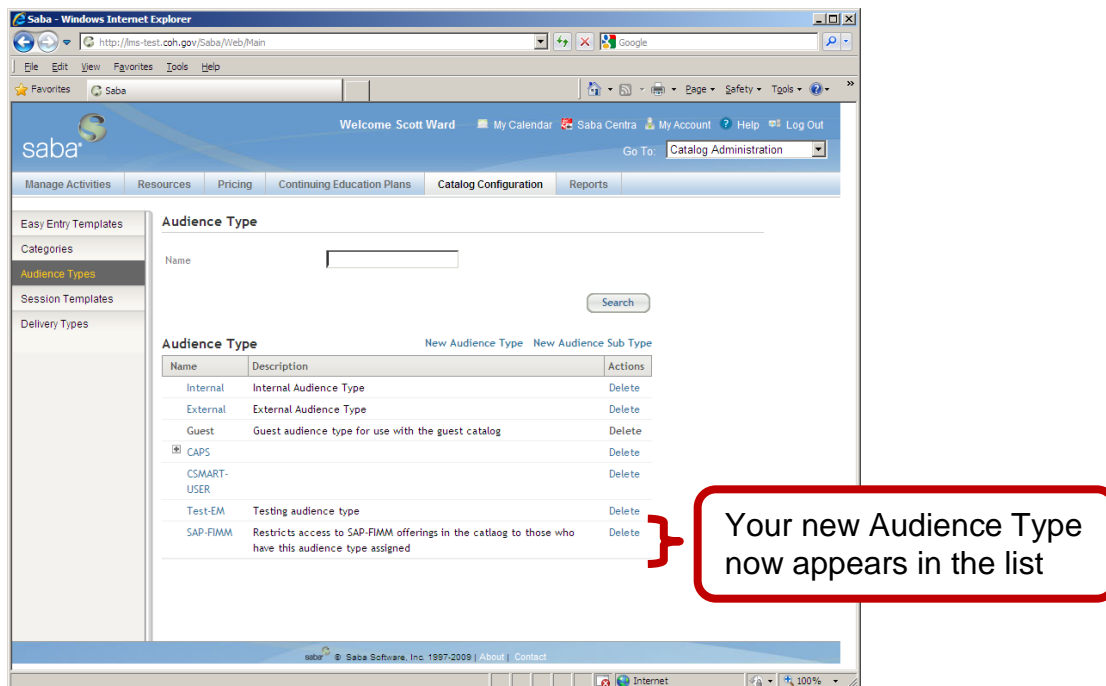 Saba - Windows Internet Explorer
http://lms-test.coh.gov/Saba/Web/Main
Google
File Edit View Favorites Tools Help
Favorites Saba Page Safety Tools »
saba
Welcome Scott Ward My Calendar Saba Centra My Account Help Log Out
Go To: Catalog Administration
Manage Activities Resources Pricing Continuing Education Plans Catalog Configuration Reports
Easy Entry Templates
Categories
Audience Types
Session Templates
Delivery Types
Audience Type
Name
Search
Audience Type New Audience Type New Audience Sub Type
Name Description Actions
Internal Internal Audience Type Delete
External External Audience Type Delete
Guest Guest audience type for use with the guest catalog Delete
CAPS Delete
CSMART- Delete
USER
Test-EM Testing audience type Delete
SAP-FIMM Restricts access to SAP-FIMM offerings in the catlaog to those who Delete
have this audience type assigned
Your new Audience Type
now appears in the list
saba © Saba Software, Inc. 1997-2009 | About | Contact
Internet 100%